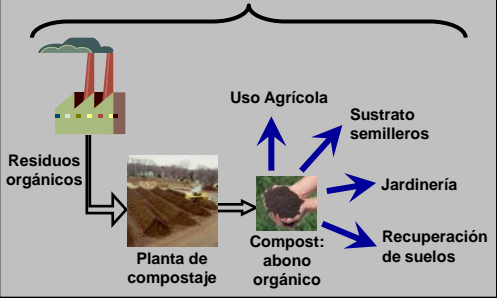 Residuos
orgánicos
Planta de
compostaje
Compost:
abono
orgánico
Uso Agrícola
Sustrato
semilleros
Jardinería
Recuperación
de suelos